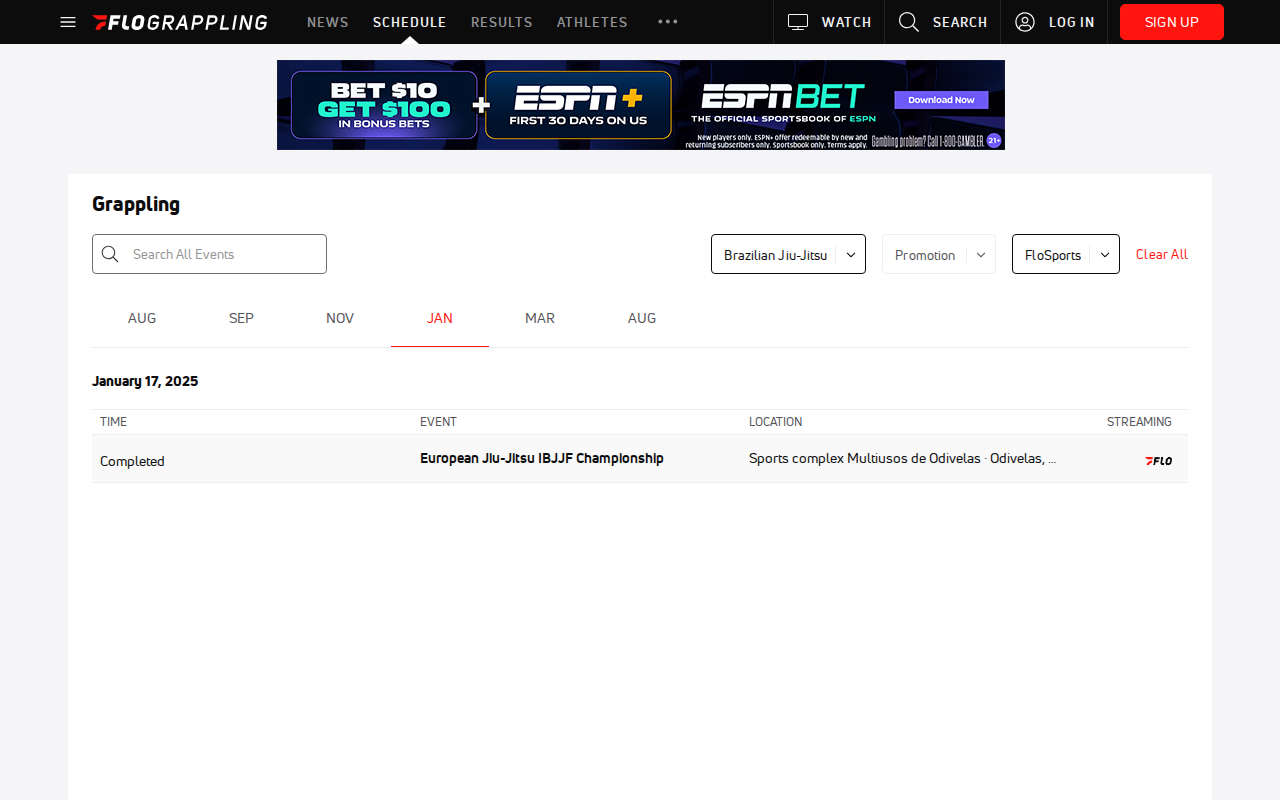 FLOGRAPPLING NEWS SCHEDULE RESULTS ATHLETES WATCH SEARCH LOG IN SIGN UP
BET $10
GET $100
IN BONUS BETS
+
ESPN+
FIRST 30 DAYS ON US
ESPN BET
THE OFFICIAL SPORTSBOOK OF ESPN
Download Now
New players only. ESPN+ offer redeemable by new and
returning subscribers only. Sportsbook only. Terms apply.
Gambling problem? Call 1-800-GAMBLER.
21+
Grappling
Search All Events Brazilian Jiu-Jitsu Promotion FloSports Clear All
AUG SEP NOV JAN MAR AUG
January 17, 2025
TIME EVENT LOCATION STREAMING
Completed European Jiu-Jitsu IBJJF Championship Sports complex Multiusos de Odivelas · Odivelas, ... FLO